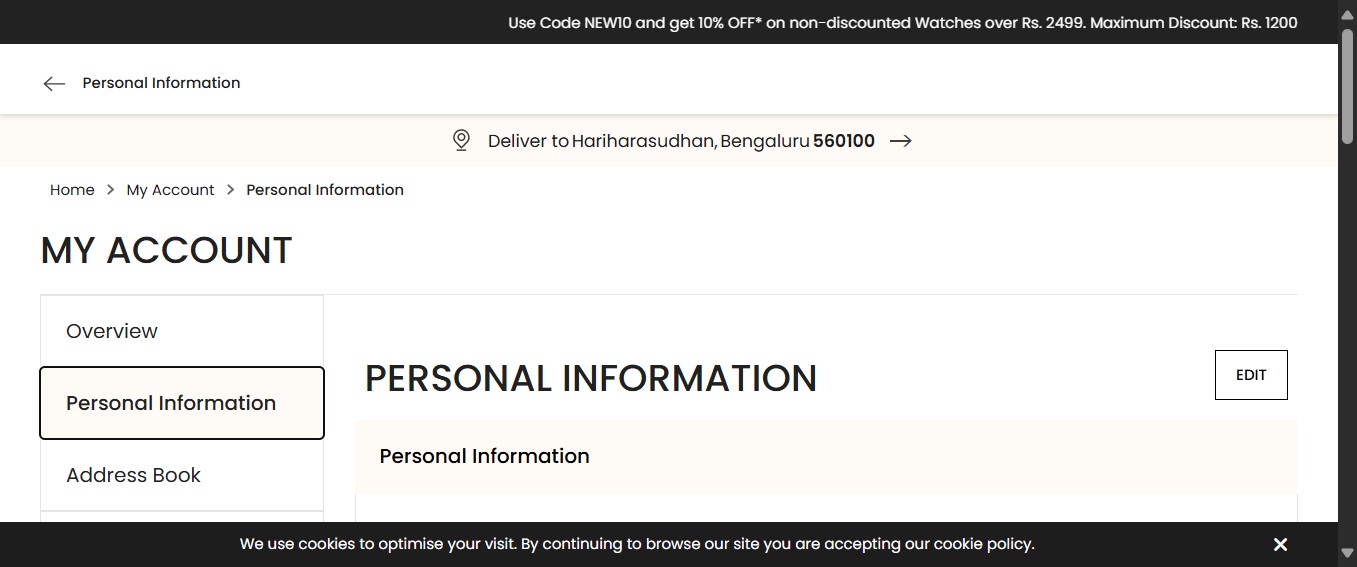 Use Code NEW10 and get 10% OFF* on non-discounted Watches over Rs. 2499. Maximum Discount: Rs. 1200
Personal Information
Deliver to Hariharasudhan, Bengaluru 560100
Home > My Account > Personal Information
MY ACCOUNT
Overview
Personal Information
Address Book
PERSONAL INFORMATION
EDIT
Personal Information
We use cookies to optimise your visit. By continuing to browse our site you are accepting our cookie policy.